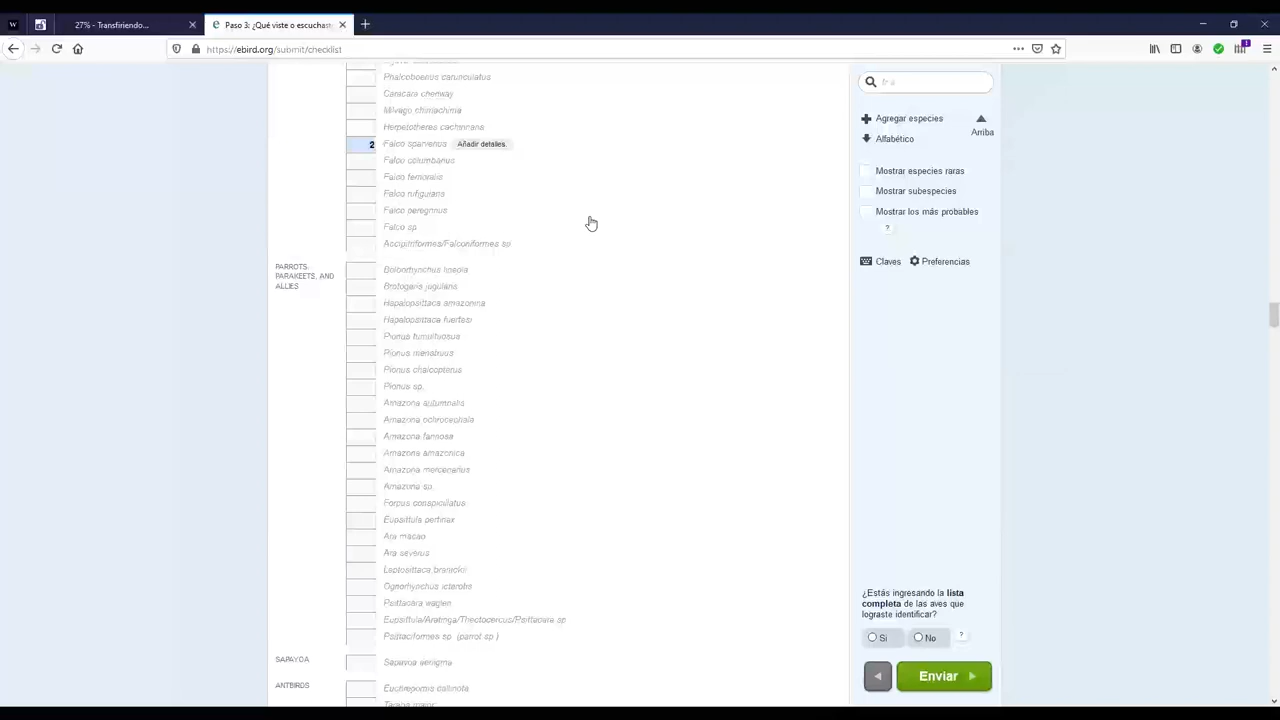 27% - Transfiriendo...
Paso 3: ¿Qué viste o escuchast
https://ebird.org/submit/checklist
1
Phalcoboenus carunculatus
Caracara cheriway
Milvago chimachima
Herpetotheres cachinnans
2 Falco sparverius Añadir detalles.
Falco columbarius
Falco femoralis
Falco rufigularis
Falco peregrinus
Falco sp.
Accipitriformes/Falconiformes sp
PARROTS, PARAKEETS, AND ALLIES
Bolborhynchus lineola
Brotogeris jugularis
Hapalopsittaca amazonina
Hapalopsittaca fuertesi
Pionus tumultuosus
Pionus menstruus
Pionus chalcopterus
Pionus sp.
Amazona autumnalis
Amazona ochrocephala
Amazona farinosa
Amazona amazonica
Amazona mercenarius
Amazona sp.
Forpus conspicillatus
Eupsittula pertinax
Ara macao
Ara severus
Leptosittaca branickii
Ognorhynchus icterotis
Psittacara wagleri
Eupsittula/Aratinga/Thectocercus/Psittacara sp
Psittaciformes sp. (parrot sp.)
SAPAYOA
Sapayoa aenigma
ANTBIRDS
Euchrepomis callinota
Taraba major
Ir a
Agregar especies
Arriba
Alfabético
Mostrar especies raras
Mostrar subespecies
Mostrar los más probables
?
Claves
Preferencias
¿Estás ingresando la lista
completa de las aves que
lograste identificar?
Si
No
?
Enviar